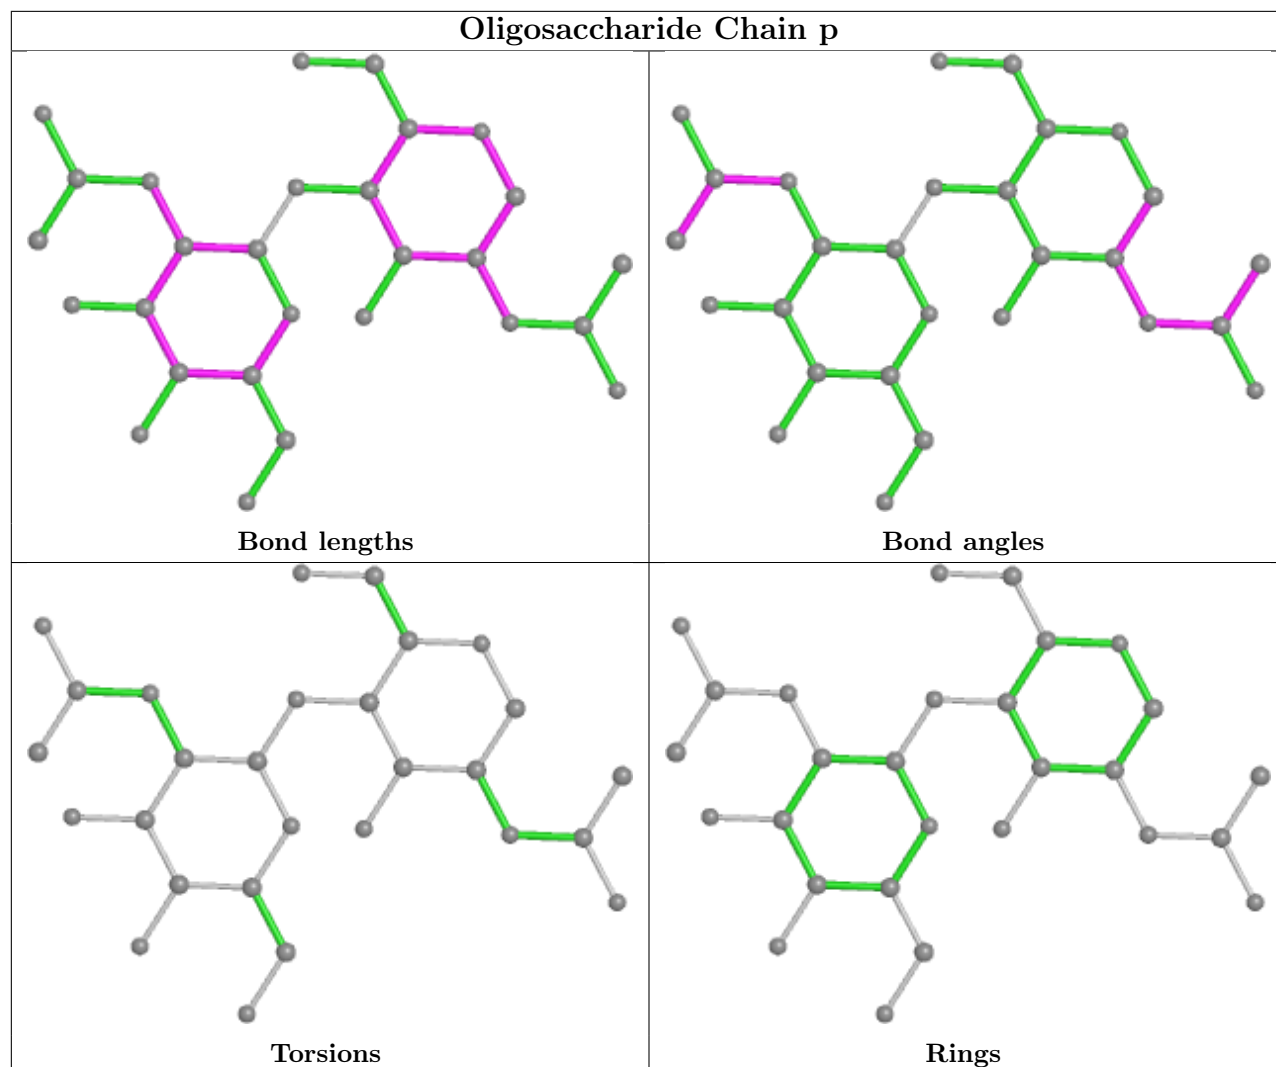 Oligosaccharide Chain p
Bond lengths
Bond angles
Torsions
Rings